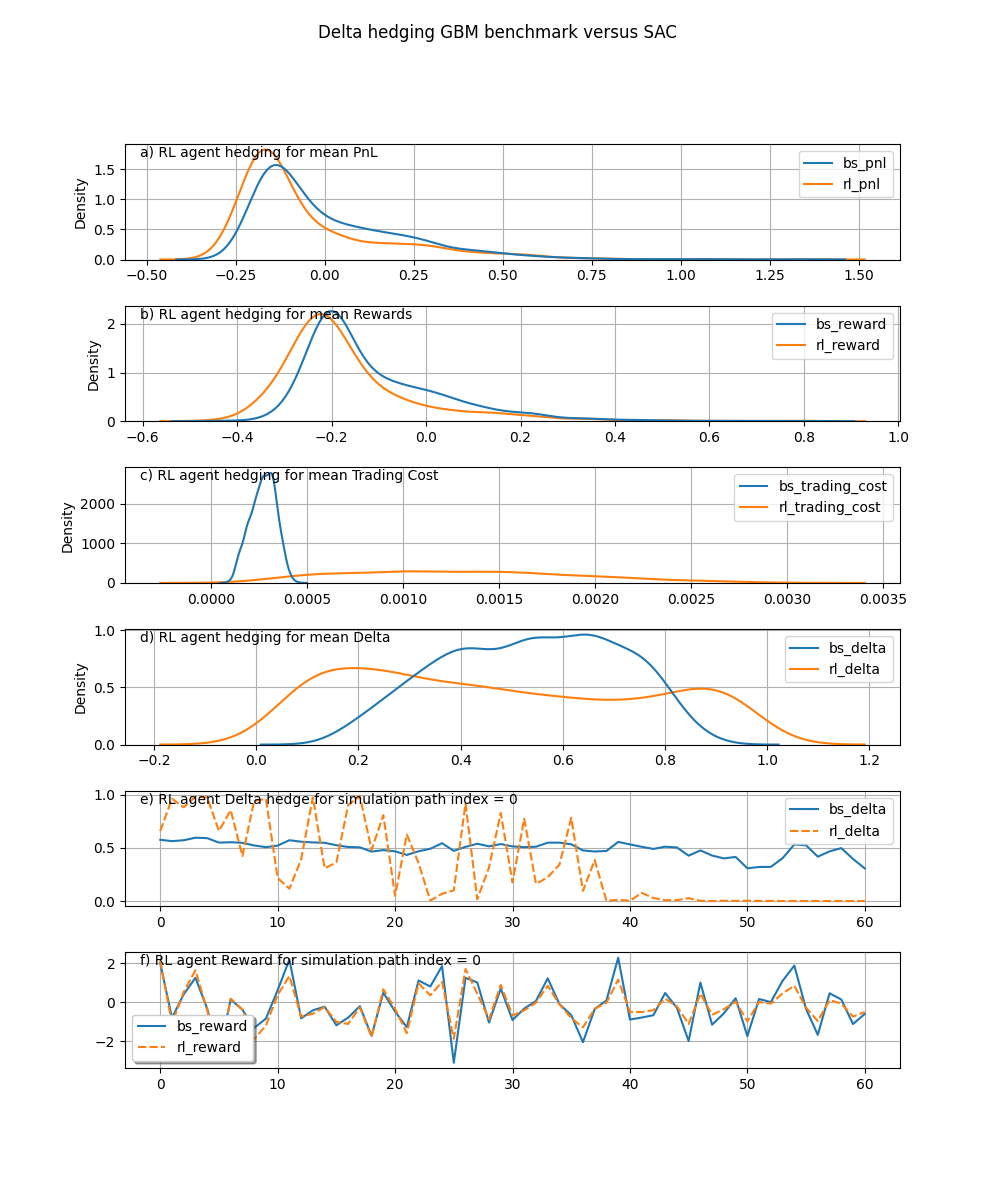 Delta hedging GBM benchmark versus SAC
a) RL agent hedging for mean PnL
bs_pnl
rl_pnl
Density
1.5
1.0
0.5
0.0
−0.50 −0.25 0.00 0.25 0.50 0.75 1.00 1.25 1.50
b) RL agent hedging for mean Rewards
bs_reward
rl_reward
Density
2
1
0
−0.6 −0.4 −0.2 0.0 0.2 0.4 0.6 0.8 1.0
c) RL agent hedging for mean Trading Cost
bs_trading_cost
rl_trading_cost
Density
2000
1000
0
0.0000 0.0005 0.0010 0.0015 0.0020 0.0025 0.0030 0.0035
d) RL agent hedging for mean Delta
bs_delta
rl_delta
Density
1.0
0.5
0.0
−0.2 0.0 0.2 0.4 0.6 0.8 1.0 1.2
e) RL agent Delta hedge for simulation path index = 0
bs_delta
rl_delta
1.0
0.5
0.0
0 10 20 30 40 50 60
f) RL agent Reward for simulation path index = 0
bs_reward
rl_reward
2
0
−2
0 10 20 30 40 50 60